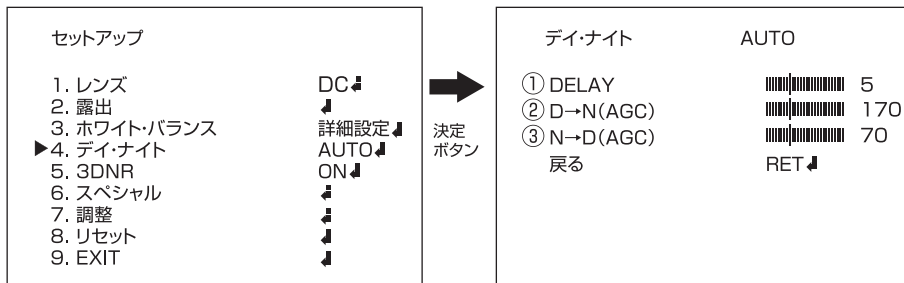 セットアップ
1. レンズ DC
2. 露出
3. ホワイト・バランス 詳細設定
▶4. デイ・ナイト AUTO
5. 3DNR ON
6. スペシャル
7. 調整
8. リセット
9. EXIT
決定
ボタン
デイ・ナイト AUTO
① DELAY 5
② D→N(AGC) 170
③ N→D(AGC) 70
戻る RET